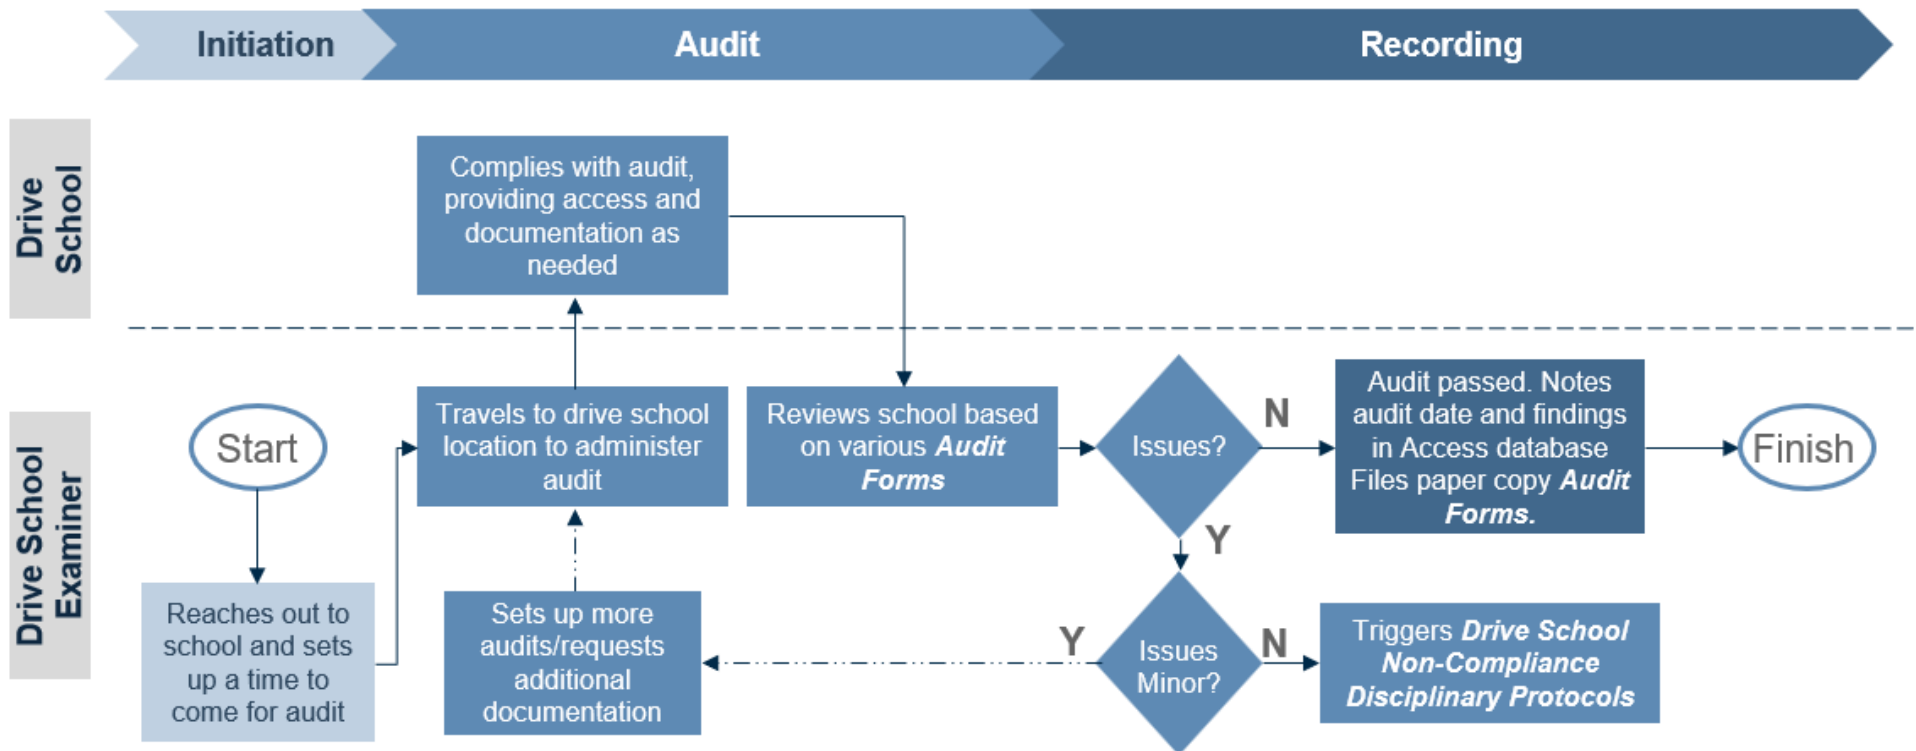 Initiation
Audit
Recording
Drive
School
Complies with audit,
providing access and
documentation as
needed
Drive School
Examiner
Start
Reaches out to
school and sets
up a time to
come for audit
Travels to drive school
location to administer
audit
Reviews school based
on various Audit
Forms
Issues?
N
Y
Audit passed. Notes
audit date and findings
in Access database
Files paper copy Audit
Forms.
Finish
Issues
Minor?
Y
N
Sets up more
audits/requests
additional
documentation
Triggers Drive School
Non-Compliance
Disciplinary Protocols